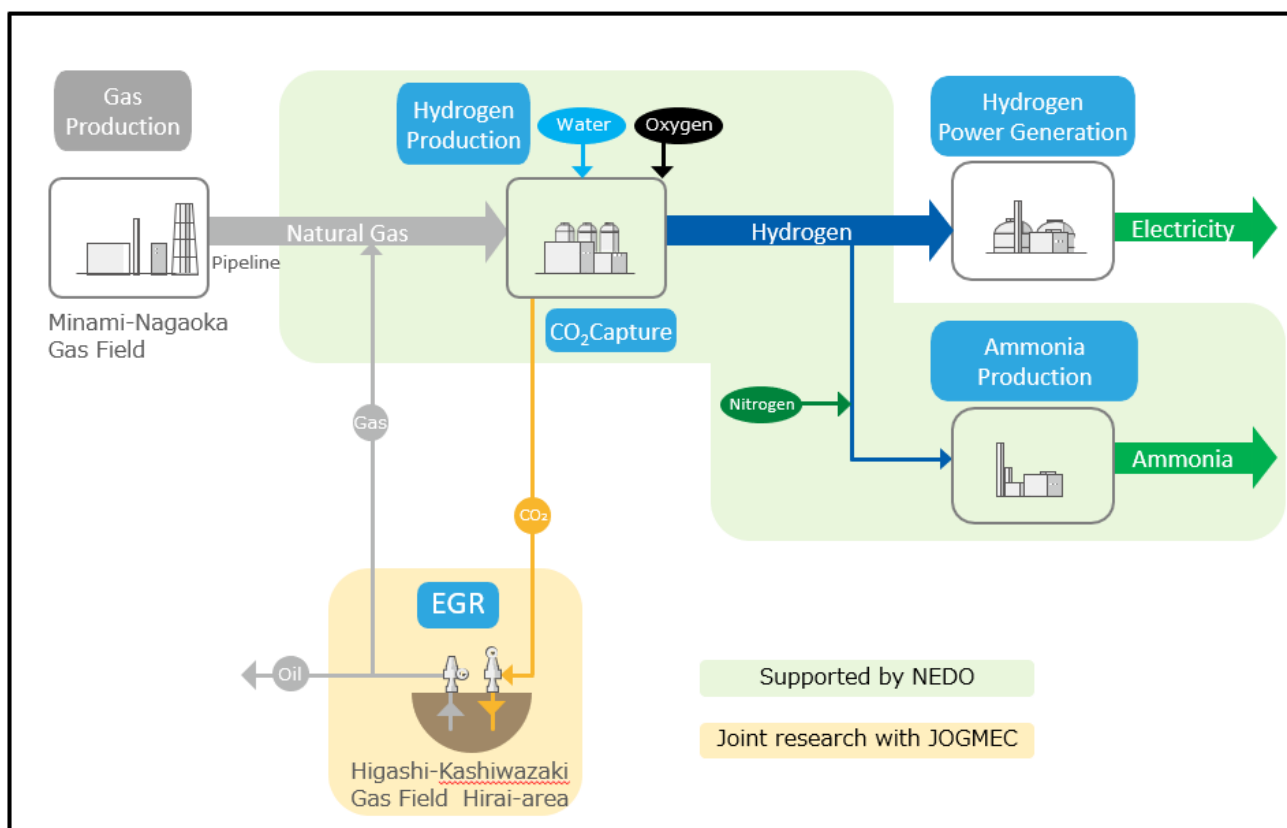 Gas
Production
Hydrogen
Production
Water
Oxygen
Hydrogen
Power Generation
Natural Gas
Pipeline
Hydrogen
Electricity
Minami-Nagaoka
Gas Field
CO₂Capture
Ammonia
Production
Nitrogen
Gas
Ammonia
CO₂
EGR
Oil
Supported by NEDO
Joint research with JOGMEC
Higashi-Kashiwazaki
Gas Field Hirai-area